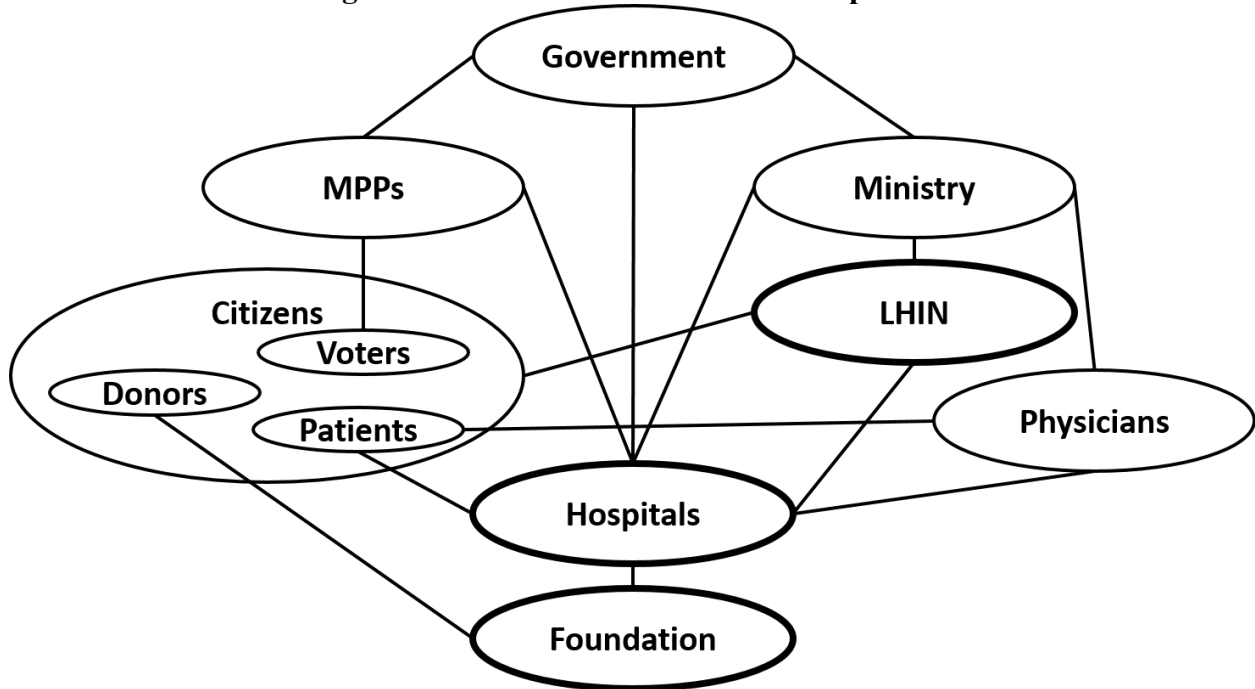 Government
MPPs
Ministry
Citizens
LHIN
Voters
Donors
Patients
Physicians
Hospitals
Foundation